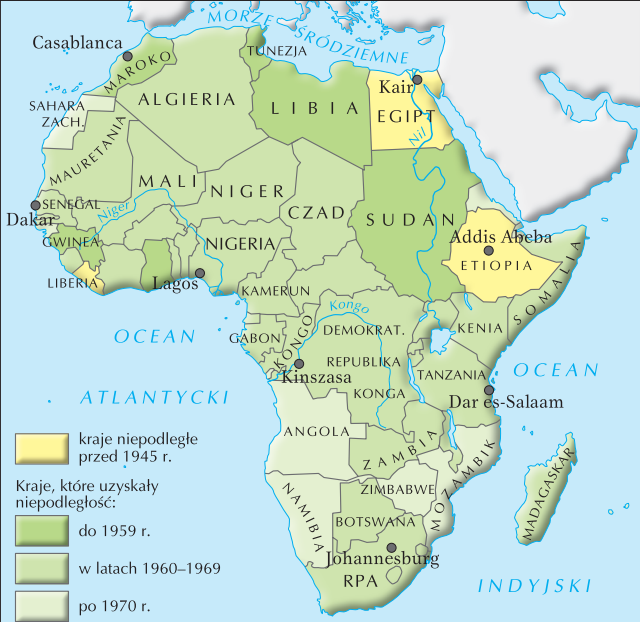 MORZE ŚRÓDZIEMNE
Casablanca
MAROKO
TUNEZJA
ALGIERIA
LIBIA
Kair
EGIPT
Nil
SAHARA
ZACH.
MAURETANIA
MALI
NIGER
CZAD
SUDAN
SENEGAL
Dakar
Niger
GWINEA
NIGERIA
Addis Abeba
ETIOPIA
LIBERIA
Lagos
KAMERUN
SOMALIA
Kongo
GABON
KONGO
DEMOKRAT.
REPUBLIKA
KONGA
KENIA
Kinszasa
TANZANIA
Dar es-Salaam
OCEAN
ATLANTYCKI
OCEAN
INDYJSKI
ANGOLA
ZAMBIA
MOZAMBIK
NAMIBIA
ZIMBABWE
BOTSWANA
MADAGASKAR
Johannesburg
RPA
kraje niepodległe
przed 1945 r.
Kraje, które uzyskały
niepodległość:
do 1959 r.
w latach 1960–1969
po 1970 r.